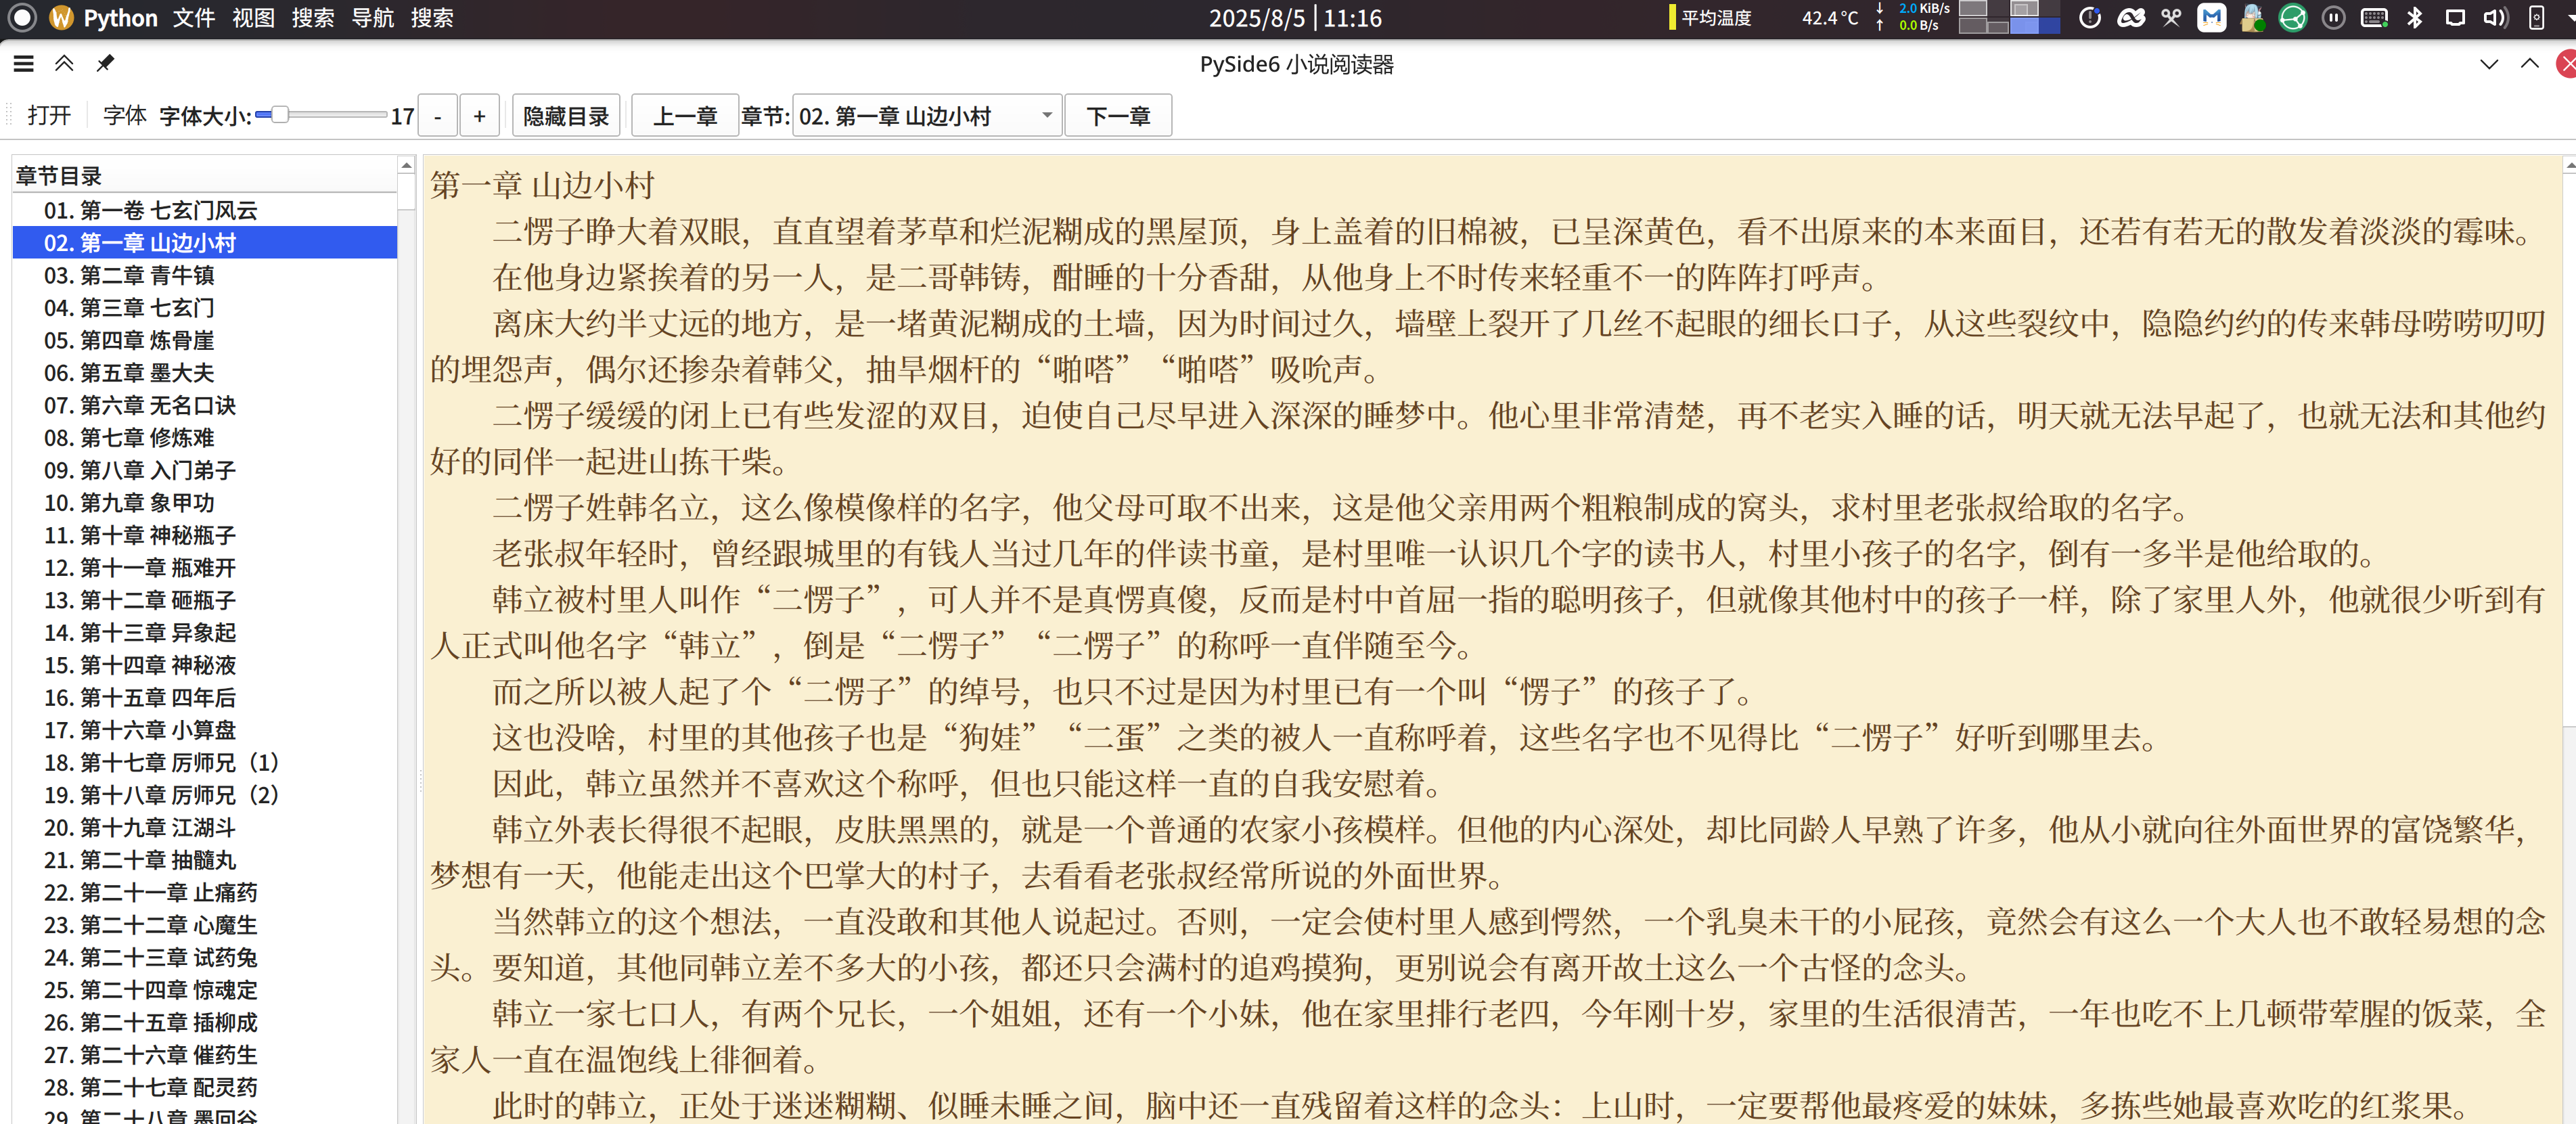 Python 文件 视图 搜索 导航 搜索 2025/8/5 | 11:16 平均温度 42.4 °C ↓ 2.0 KiB/s ↑ 0.0 B/s
PySide6 小说阅读器
打开 字体 字体大小: 17 - + 隐藏目录 上一章 章节: 02. 第一章 山边小村 下一章
章节目录
01. 第一卷 七玄门风云
02. 第一章 山边小村
03. 第二章 青牛镇
04. 第三章 七玄门
05. 第四章 炼骨崖
06. 第五章 墨大夫
07. 第六章 无名口诀
08. 第七章 修炼难
09. 第八章 入门弟子
10. 第九章 象甲功
11. 第十章 神秘瓶子
12. 第十一章 瓶难开
13. 第十二章 砸瓶子
14. 第十三章 异象起
15. 第十四章 神秘液
16. 第十五章 四年后
17. 第十六章 小算盘
18. 第十七章 厉师兄（1）
19. 第十八章 厉师兄（2）
20. 第十九章 江湖斗
21. 第二十章 抽髓丸
22. 第二十一章 止痛药
23. 第二十二章 心魔生
24. 第二十三章 试药兔
25. 第二十四章 惊魂定
26. 第二十五章 插柳成
27. 第二十六章 催药生
28. 第二十七章 配灵药
29. 第二十八章 墨回谷
第一章 山边小村
二愣子睁大着双眼，直直望着茅草和烂泥糊成的黑屋顶，身上盖着的旧棉被，已呈深黄色，看不出原来的本来面目，还若有若无的散发着淡淡的霉味。
在他身边紧挨着的另一人，是二哥韩铸，酣睡的十分香甜，从他身上不时传来轻重不一的阵阵打呼声。
离床大约半丈远的地方，是一堵黄泥糊成的土墙，因为时间过久，墙壁上裂开了几丝不起眼的细长口子，从这些裂纹中，隐隐约约的传来韩母唠唠叨叨
的埋怨声，偶尔还掺杂着韩父，抽旱烟杆的“啪嗒”“啪嗒”吸吮声。
二愣子缓缓的闭上已有些发涩的双目，迫使自己尽早进入深深的睡梦中。他心里非常清楚，再不老实入睡的话，明天就无法早起了，也就无法和其他约
好的同伴一起进山拣干柴。
二愣子姓韩名立，这么像模像样的名字，他父母可取不出来，这是他父亲用两个粗粮制成的窝头，求村里老张叔给取的名字。
老张叔年轻时，曾经跟城里的有钱人当过几年的伴读书童，是村里唯一认识几个字的读书人，村里小孩子的名字，倒有一多半是他给取的。
韩立被村里人叫作“二愣子”，可人并不是真愣真傻，反而是村中首屈一指的聪明孩子，但就像其他村中的孩子一样，除了家里人外，他就很少听到有
人正式叫他名字“韩立”，倒是“二愣子”“二愣子”的称呼一直伴随至今。
而之所以被人起了个“二愣子”的绰号，也只不过是因为村里已有一个叫“愣子”的孩子了。
这也没啥，村里的其他孩子也是“狗娃”“二蛋”之类的被人一直称呼着，这些名字也不见得比“二愣子”好听到哪里去。
因此，韩立虽然并不喜欢这个称呼，但也只能这样一直的自我安慰着。
韩立外表长得很不起眼，皮肤黑黑的，就是一个普通的农家小孩模样。但他的内心深处，却比同龄人早熟了许多，他从小就向往外面世界的富饶繁华，
梦想有一天，他能走出这个巴掌大的村子，去看看老张叔经常所说的外面世界。
当然韩立的这个想法，一直没敢和其他人说起过。否则，一定会使村里人感到愕然，一个乳臭未干的小屁孩，竟然会有这么一个大人也不敢轻易想的念
头。要知道，其他同韩立差不多大的小孩，都还只会满村的追鸡摸狗，更别说会有离开故土这么一个古怪的念头。
韩立一家七口人，有两个兄长，一个姐姐，还有一个小妹，他在家里排行老四，今年刚十岁，家里的生活很清苦，一年也吃不上几顿带荤腥的饭菜，全
家人一直在温饱线上徘徊着。
此时的韩立，正处于迷迷糊糊、似睡未睡之间，脑中还一直残留着这样的念头：上山时，一定要帮他最疼爱的妹妹，多拣些她最喜欢吃的红浆果。